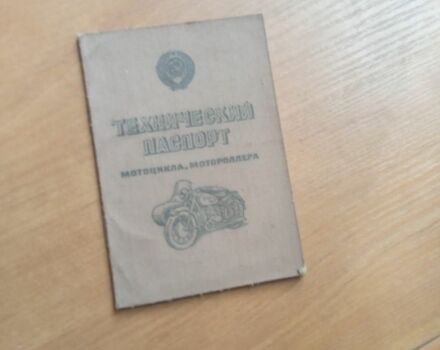 ТЕХНИЧЕСКИЙ
ПАСПОРТ
МОТОЦИКЛА, МОТОРОЛЛЕРА